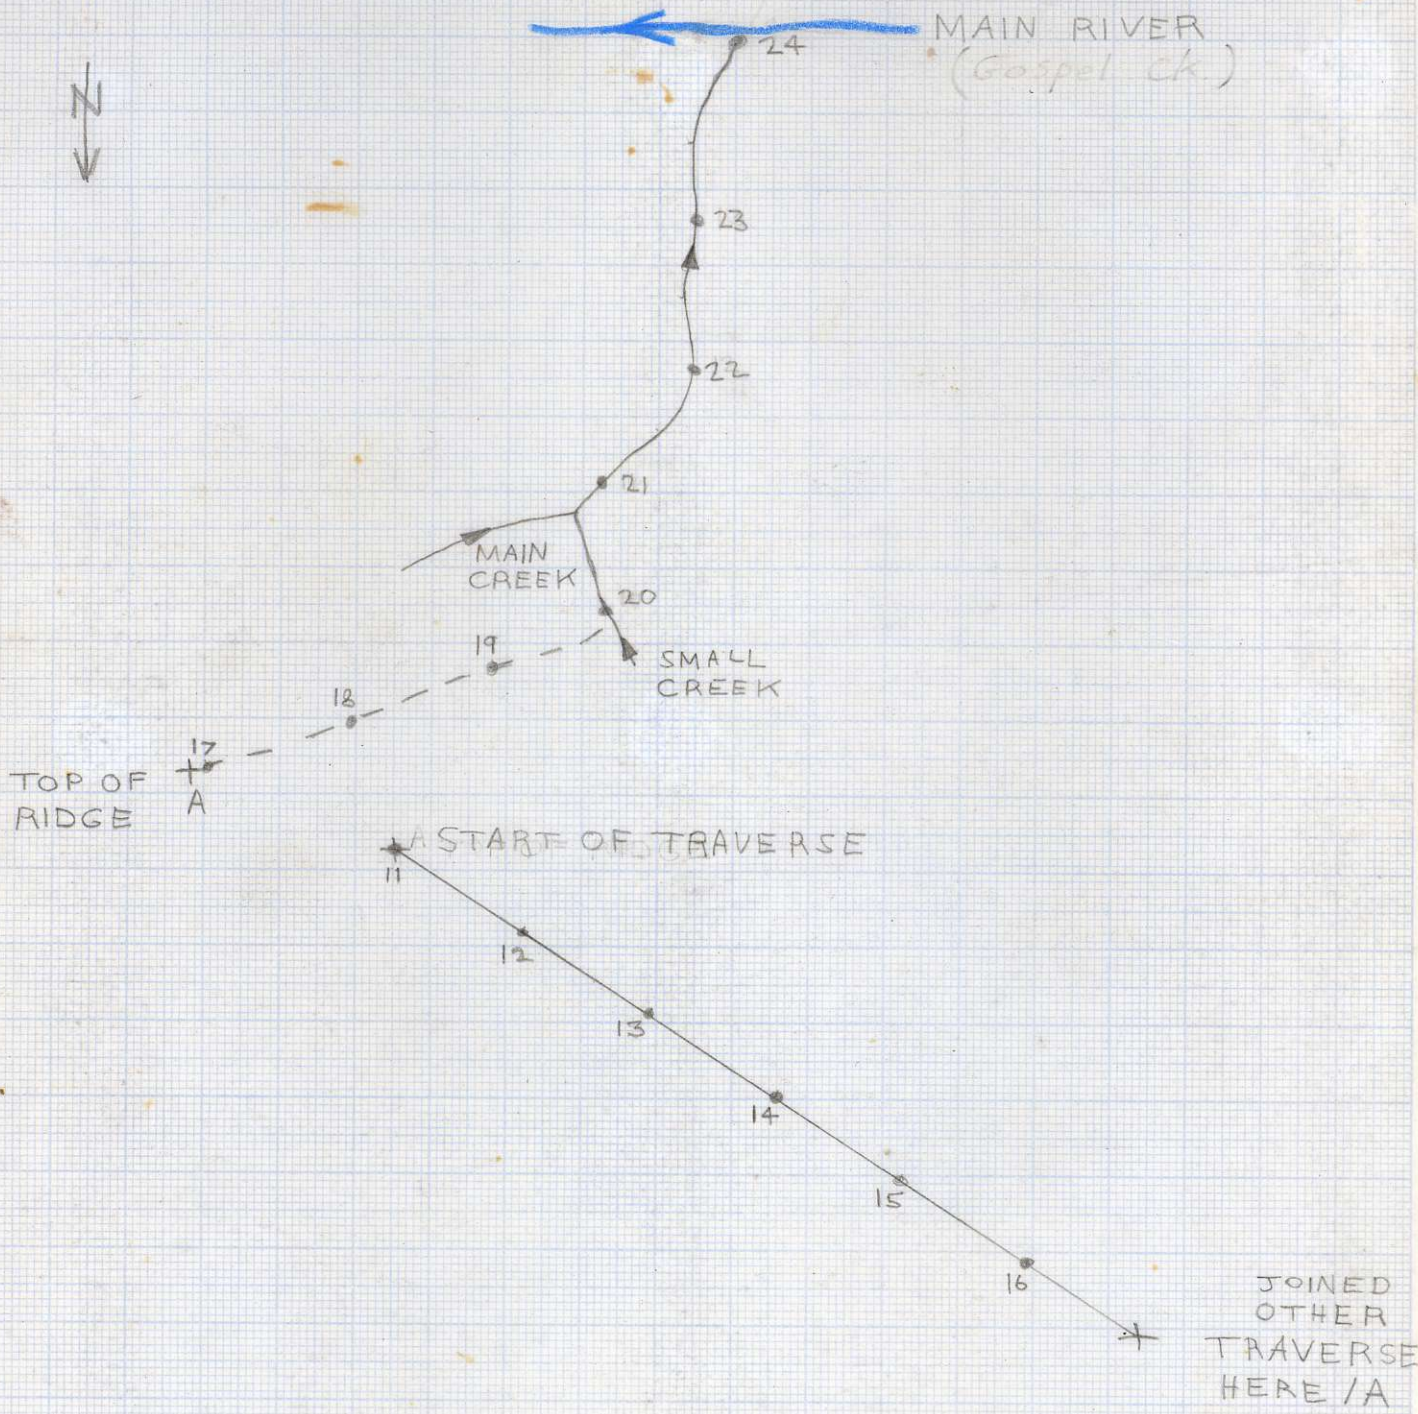 MAIN RIVER
24
(Gospel Ck.)
N
23
22
21
MAIN
CREEK
20
19
SMALL
CREEK
18
17
TOP OF
RIDGE
A
START OF TRAVERSE
11
12
13
14
15
16
JOINED
OTHER
TRAVERSE
HERE /A